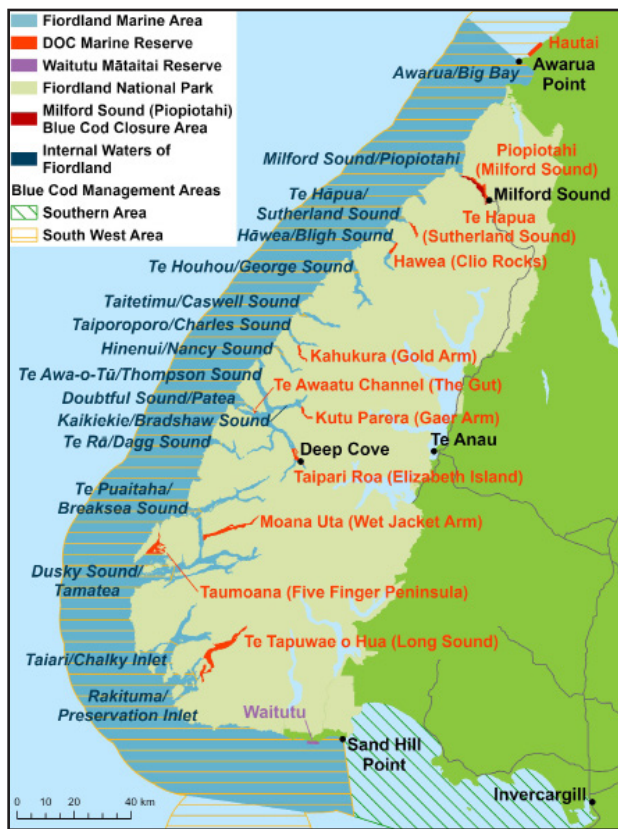 Fiordland Marine Area
DOC Marine Reserve
Waitutu Mātaitai Reserve
Fiordland National Park
Milford Sound (Piopiotahi)
Blue Cod Closure Area
Internal Waters of
Fiordland
Blue Cod Management Areas
Southern Area
South West Area
Hautai
Awarua
Point
Awarua/Big Bay
Milford Sound/Piopiotahi
Piopiotahi
(Milford Sound)
Milford Sound
Te Hāpua/
Sutherland Sound
Te Hapua
(Sutherland Sound)
Hāwea/Bligh Sound
Hawea (Clio Rocks)
Te Houhou/George Sound
Taitetimu/Caswell Sound
Taiporoporo/Charles Sound
Hinenui/Nancy Sound
Kahukura (Gold Arm)
Te Awa-o-Tū/Thompson Sound
Te Awaatu Channel (The Gut)
Doubtful Sound/Patea
Kaikiekie/Bradshaw Sound
Kutu Parera (Gaer Arm)
Te Rā/Dagg Sound
Deep Cove
Te Anau
Taipari Roa (Elizabeth Island)
Te Puaitaha/
Breaksea Sound
Moana Uta (Wet Jacket Arm)
Dusky Sound/
Tamatea
Taumoana (Five Finger Peninsula)
Te Tapuwae o Hua (Long Sound)
Taiari/Chalky Inlet
Rakituma/
Preservation Inlet
Waitutu
Sand Hill
Point
Invercargill
0 20 40 km